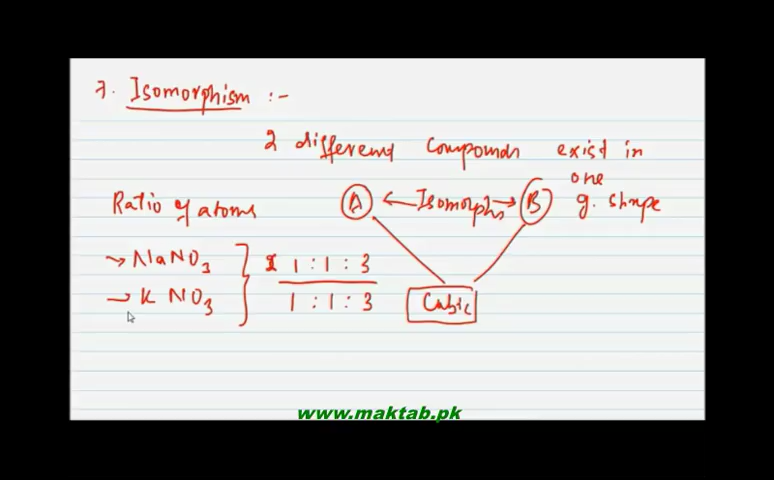 7. Isomorphism :-
2 different compounds exist in
one
g. shape
Ratio of atoms
A ← Isomorphs → B
→ NaNO3 } 1 : 1 : 3
→ K NO3 1 : 1 : 3
Cubic
www.maktab.pk